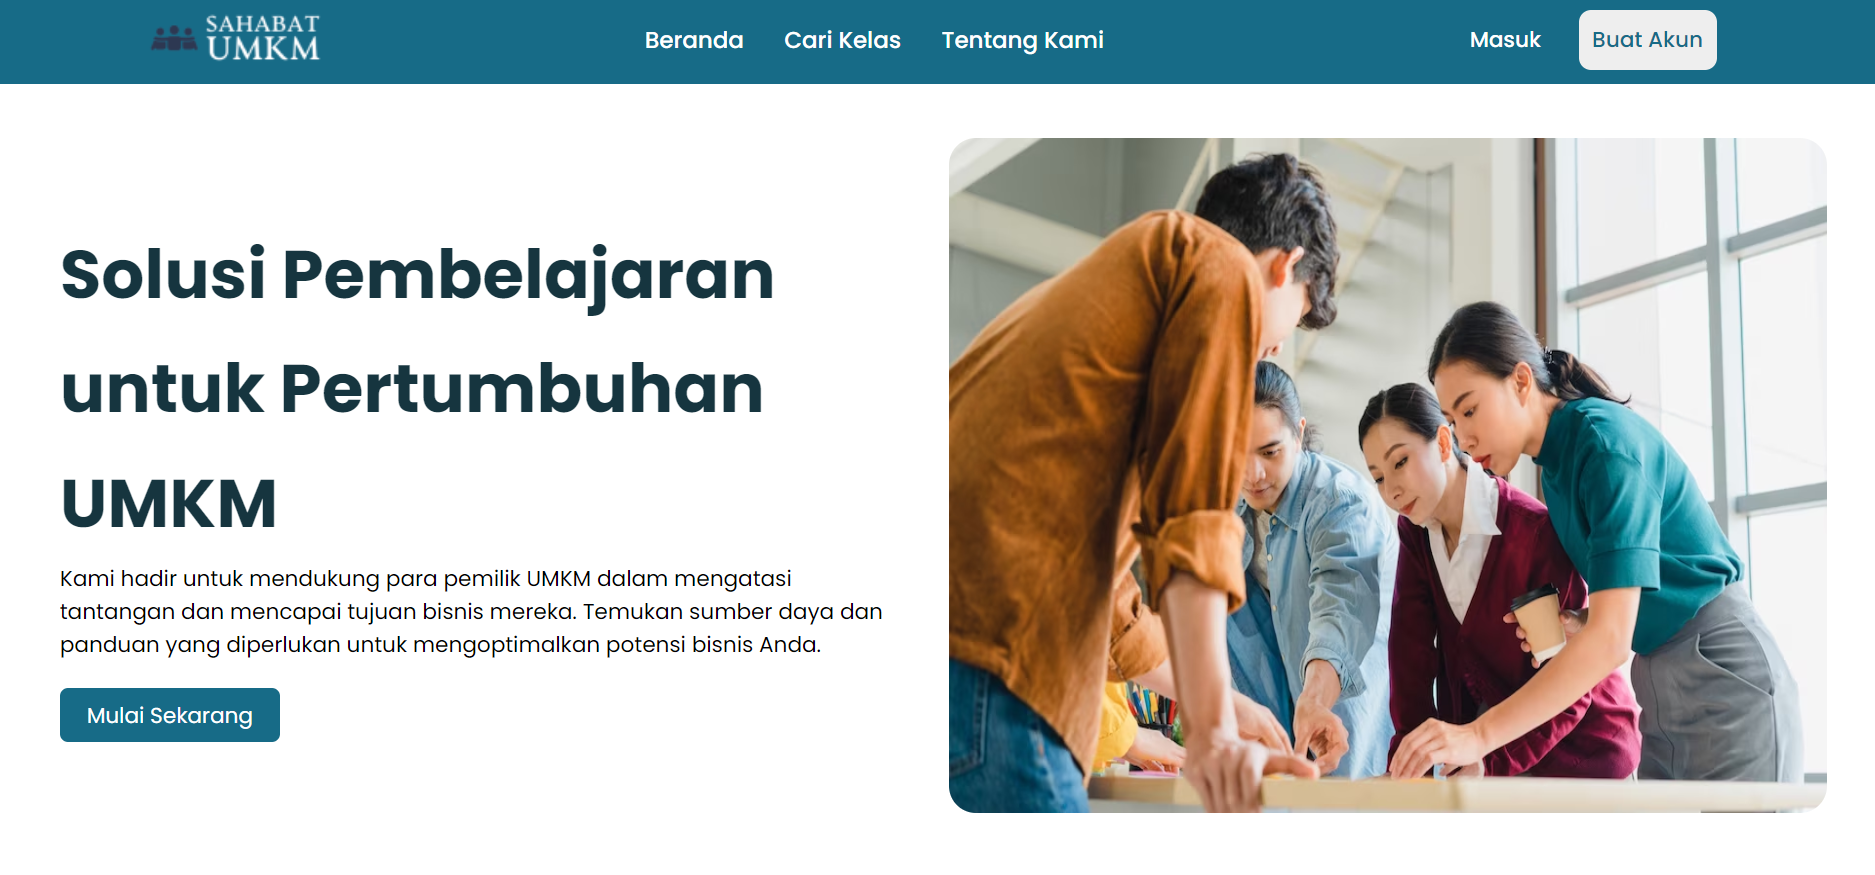 SAHABAT
UMKM
Beranda
Cari Kelas
Tentang Kami
Masuk
Buat Akun
Solusi Pembelajaran
untuk Pertumbuhan
UMKM
Kami hadir untuk mendukung para pemilik UMKM dalam mengatasi
tantangan dan mencapai tujuan bisnis mereka. Temukan sumber daya dan
panduan yang diperlukan untuk mengoptimalkan potensi bisnis Anda.
Mulai Sekarang